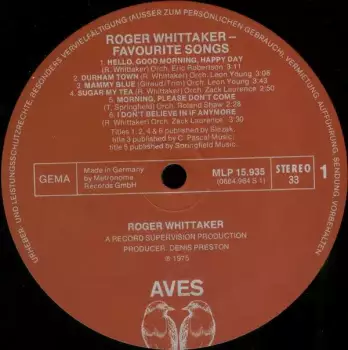 ROGER WHITTAKER –
FAVOURITE SONGS
1. HELLO, GOOD MORNING, HAPPY DAY
(R. Whittaker) Orch. Eric Robertson 3:11
2. DURHAM TOWN (R. Whittaker) Orch. Leon Young 3:06
3. MAMMY BLUE (Giraud/Trim) Orch. Leon Young 3:08
4. SUGAR MY TEA (R. Whittaker) Orch. Zack Laurence 2:50
5. MORNING, PLEASE DON'T COME
(T. Springfield) Orch. Roland Shaw 2:58
6. I DON'T BELIEVE IN IF ANYMORE
(R. Whittaker) Orch. Zack Laurence
Titles 1, 2, 4 & 6 published by
title 3 published by C. Pascal Music,
title 5 published by Springfield Music.
GEMA
Made in Germany
by Metronome
Records GmbH
MLP 15.935
(0664 984 S 1)
STEREO
33
1
ROGER WHITTAKER
A RECORD SUPERVISION PRODUCTION
PRODUCER: DENIS PRESTON
℗ 1975
AVES
URHEBER- UND LEISTUNGSSCHUTZRECHTE, BESONDERS VERVIELFÄLTIGUNG (AUSSER ZUM PERSÖNLICHEN GEBRAUCH), VERMIETUNG, AUFFÜHRUNG, SENDUNG, VORBEHALTEN